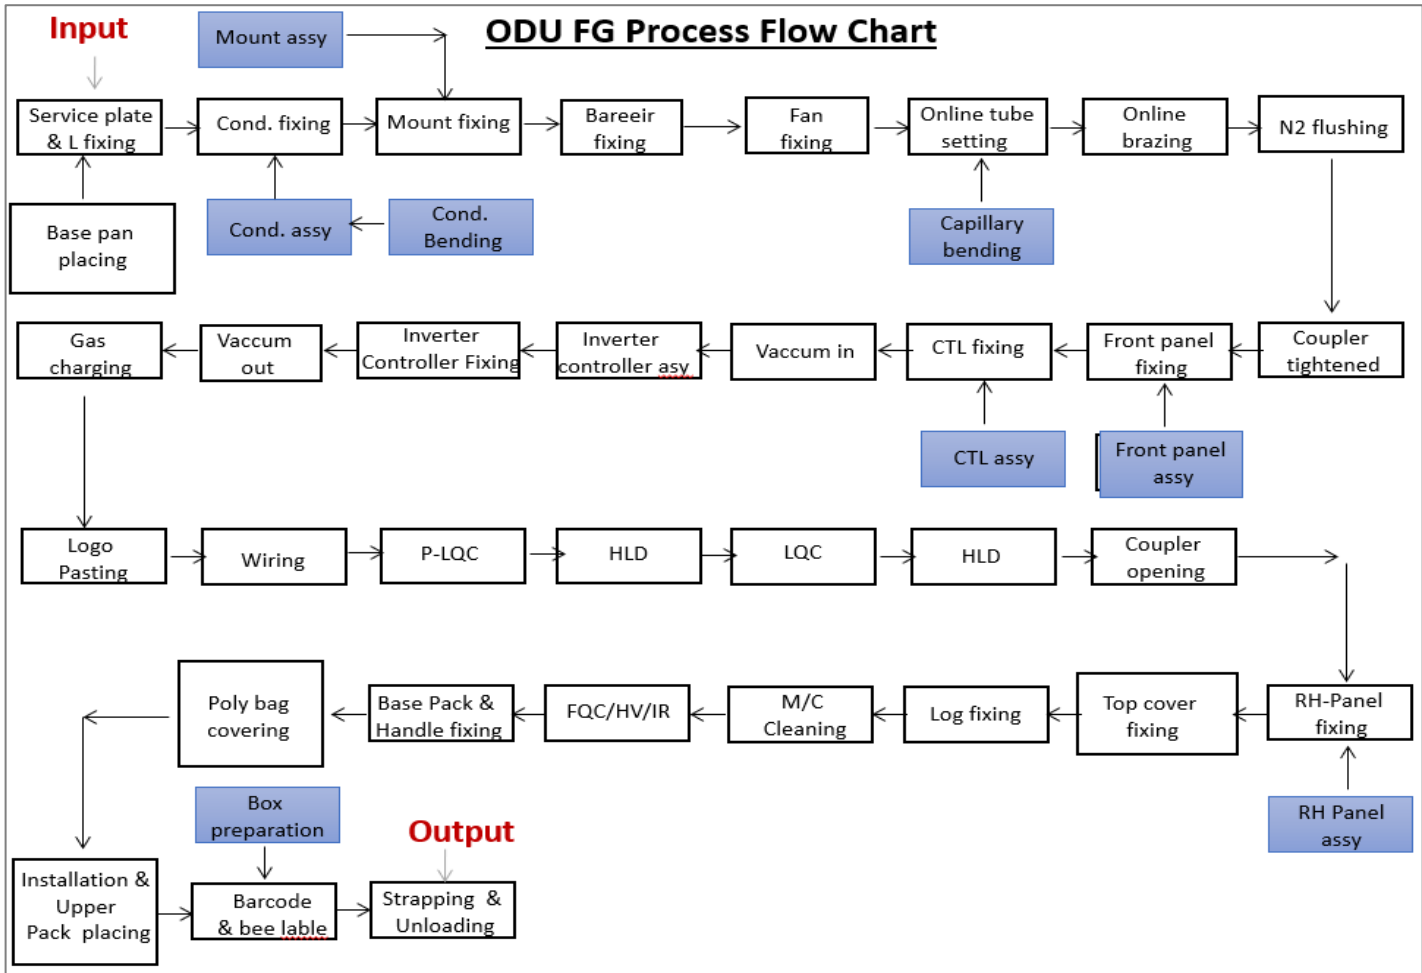 Input
Mount assy
ODU FG Process Flow Chart
Service plate
& L fixing
Cond. fixing
Mount fixing
Bareeir
fixing
Fan
fixing
Online tube
setting
Online
brazing
N2 flushing
Base pan
placing
Cond. assy
Cond.
Bending
Capillary
bending
Gas
charging
Vaccum
out
Inverter
Controller Fixing
Inverter
controller asy
Vaccum in
CTL fixing
Front panel
fixing
Coupler
tightened
CTL assy
Front panel
assy
Logo
Pasting
Wiring
P-LQC
HLD
LQC
HLD
Coupler
opening
Poly bag
covering
Base Pack &
Handle fixing
FQC/HV/IR
M/C
Cleaning
Log fixing
Top cover
fixing
RH-Panel
fixing
Box
preparation
Output
RH Panel
assy
Installation &
Upper
Pack placing
Barcode
& bee lable
Strapping &
Unloading